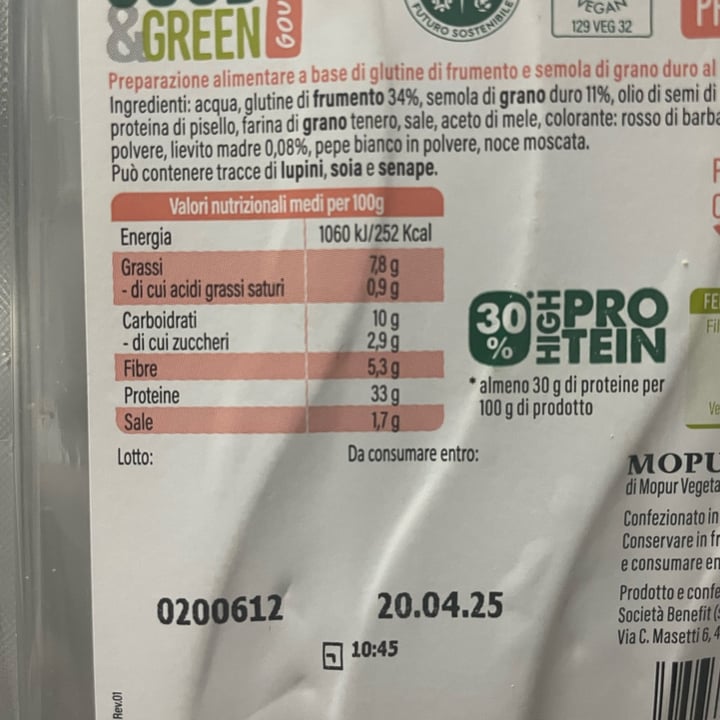 &GREEN
GOU
FUTURO SOSTENIBILE
VEGAN
129 VEG 32
Preparazione alimentare a base di glutine di frumento e semola di grano duro al
Ingredienti: acqua, glutine di frumento 34%, semola di grano duro 11%, olio di semi di
proteina di pisello, farina di grano tenero, sale, aceto di mele, colorante: rosso di barba
polvere, lievito madre 0,08%, pepe bianco in polvere, noce moscata.
Può contenere tracce di lupini, soia e senape.
Valori nutrizionali medi per 100g
Energia 1060 kJ/252 Kcal
Grassi 7,8 g
- di cui acidi grassi saturi 0,9 g
Carboidrati 10 g
- di cui zuccheri 2,9 g
Fibre 5,3 g
Proteine 33 g
Sale 1,7 g
30% HIGH PROTEIN*
* almeno 30 g di proteine per
100 g di prodotto
Lotto: Da consumare entro:
0200612 20.04.25
10:45
FE
Fil
Ve
MOPU
di Mopur Vegeta
Confezionato in
Conservare in fr
e consumare en
Prodotto e confe
Società Benefit (s
Via C. Masetti 6, 4
Rev.01